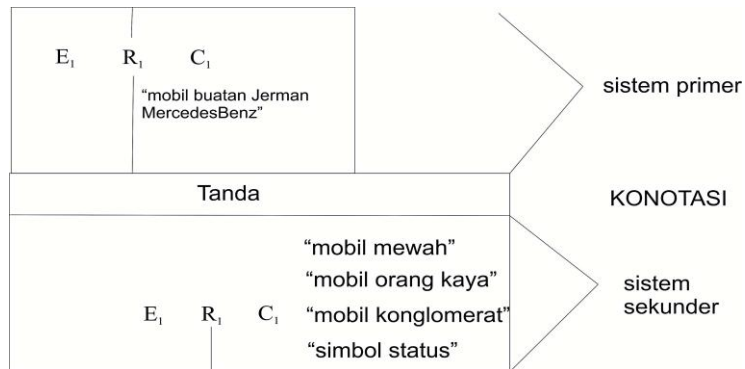 E₁ R₁ C₁
“mobil buatan Jerman
MercedesBenz”
sistem primer
Tanda
KONOTASI
“mobil mewah”
“mobil orang kaya”
E₁ R₁ C₁ “mobil konglomerat”
“simbol status”
sistem
sekunder